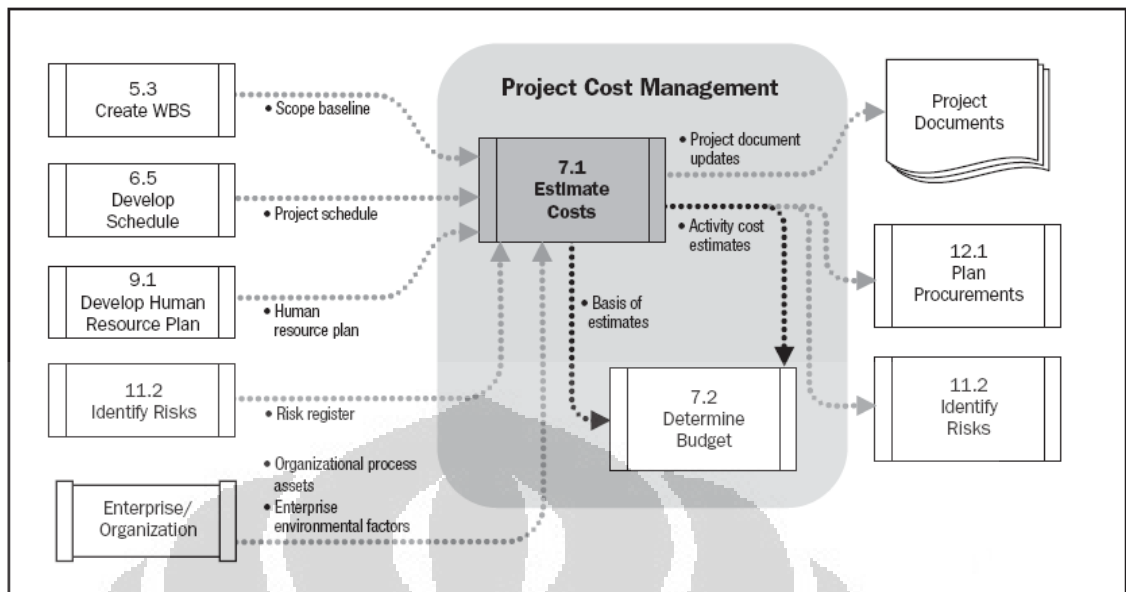 Project Cost Management
5.3
Create WBS
• Scope baseline
6.5
Develop
Schedule
• Project schedule
9.1
Develop Human
Resource Plan
• Human
resource plan
11.2
Identify Risks
• Risk register
Enterprise/
Organization
• Organizational process
assets
• Enterprise
environmental factors
7.1
Estimate
Costs
• Project document
updates
• Activity cost
estimates
• Basis of
estimates
7.2
Determine
Budget
Project
Documents
12.1
Plan
Procurements
11.2
Identify
Risks